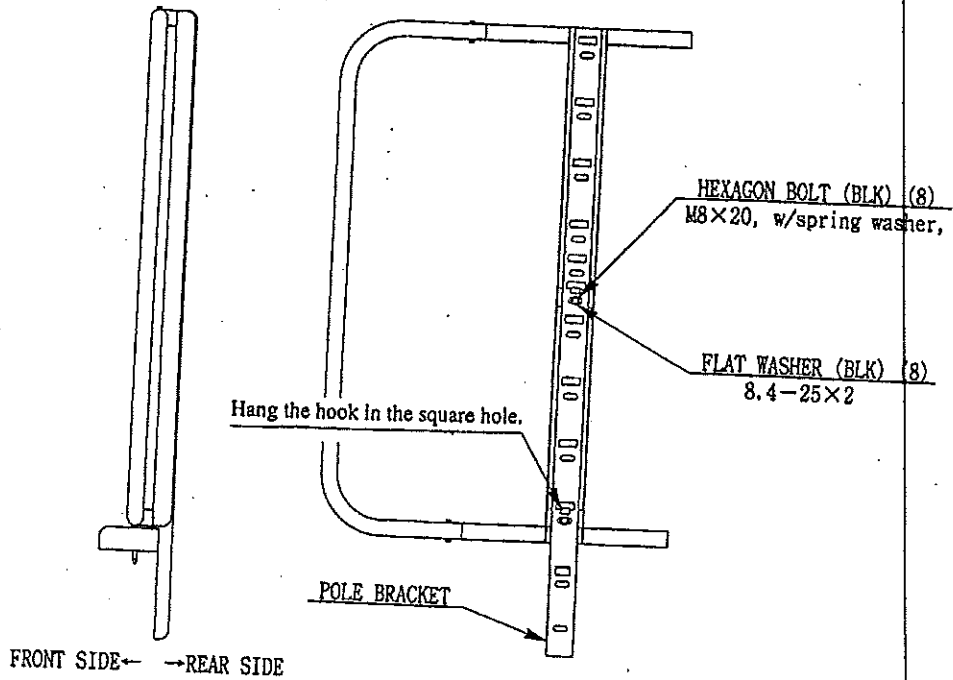 HEXAGON BOLT (BLK) (8)
M8×20, w/spring washer,
FLAT WASHER (BLK) (8)
8.4-25×2
Hang the hook in the square hole.
POLE BRACKET
FRONT SIDE← →REAR SIDE